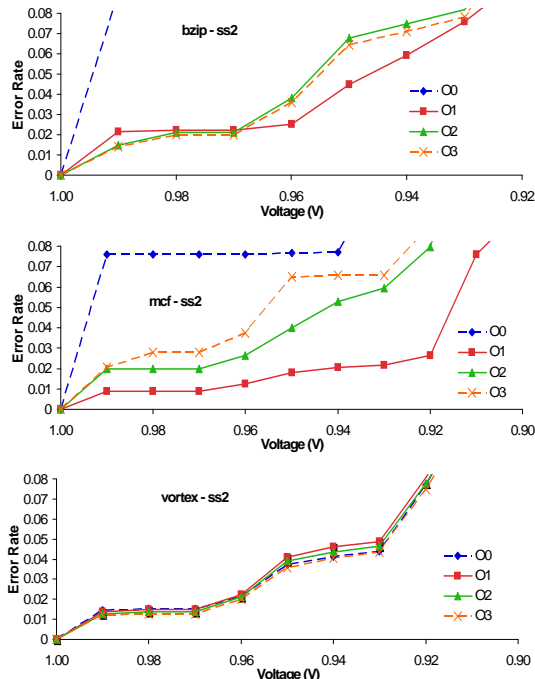 bzip - ss2
Error Rate
0.08
0.07
0.06
0.05
0.04
0.03
0.02
0.01
0
1.00
0.98
0.96
0.94
0.92
Voltage (V)
O0
O1
O2
O3
mcf - ss2
Error Rate
0.08
0.07
0.06
0.05
0.04
0.03
0.02
0.01
0.00
1.00
0.98
0.96
0.94
0.92
0.90
Voltage (V)
O0
O1
O2
O3
vortex - ss2
Error Rate
0.08
0.07
0.06
0.05
0.04
0.03
0.02
0.01
0
1.00
0.98
0.96
0.94
0.92
0.90
Voltage (V)
O0
O1
O2
O3